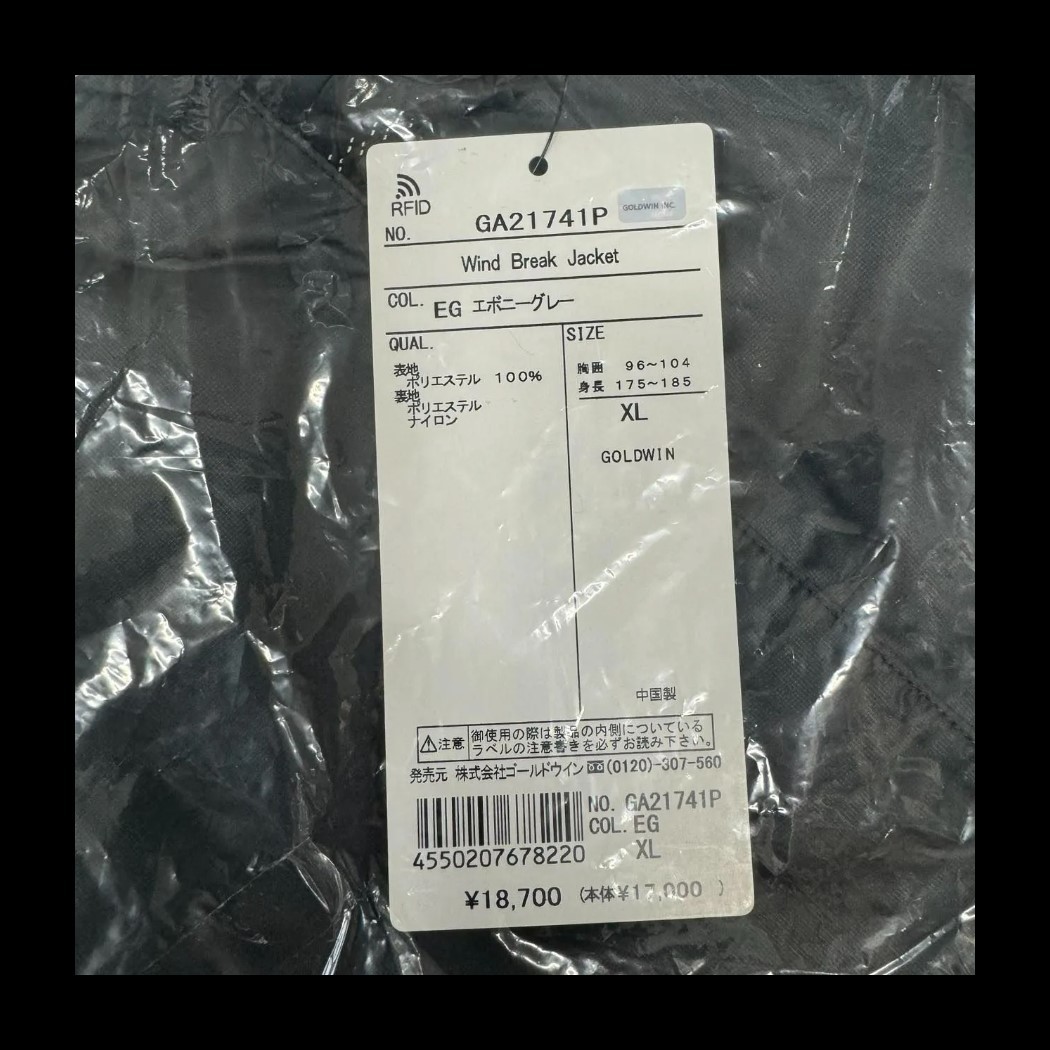 RFID
NO. GA21741P
GOLDWIN INC.
Wind Break Jacket
COL. EG エボニーグレー
QUAL.
表地
ポリエステル 100%
裏地
ポリエステル
ナイロン
SIZE
胸囲 96~104
身長 175~185
XL
GOLDWIN
中国製
注意 御使用の際は製品の内側についている
ラベルの注意書きを必ずお読み下さい。
発売元 株式会社ゴールドウイン (0120)-307-560
NO. GA21741P
COL. EG
XL
4550207678220
¥18,700 (本体¥17,000 )